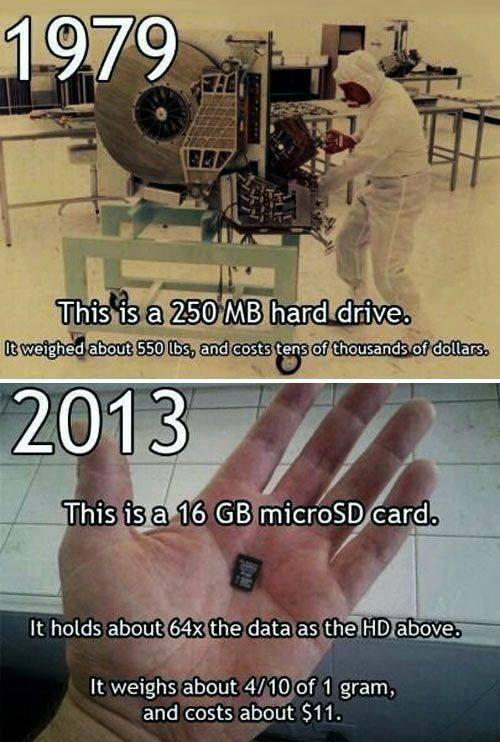 1979
This is a 250 MB hard drive.
It weighed about 550 lbs, and costs tens of thousands of dollars.
2013
This is a 16 GB microSD card.
It holds about 64x the data as the HD above.
It weighs about 4/10 of 1 gram,
and costs about $11.